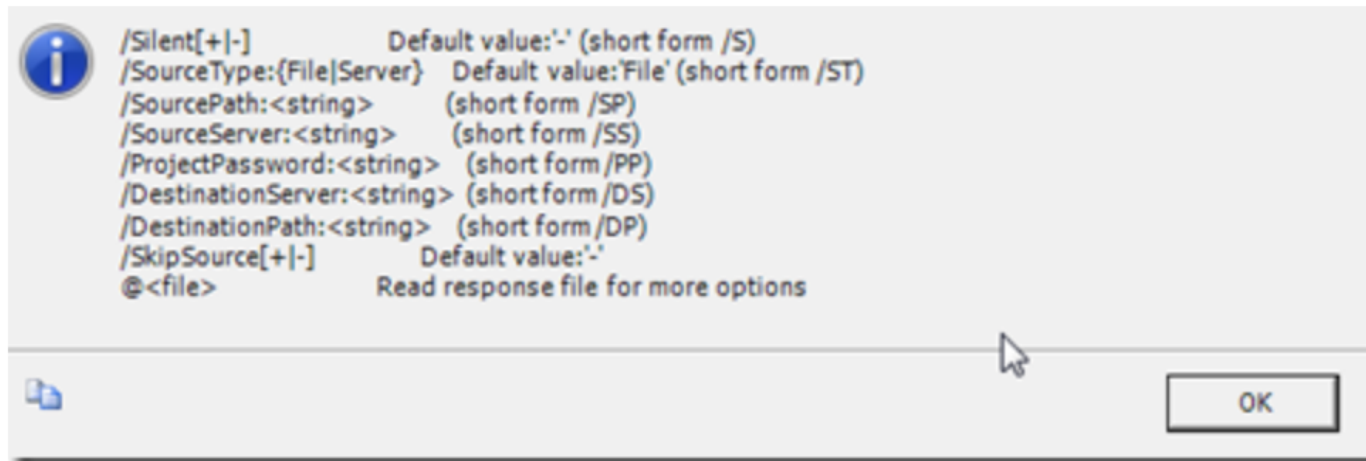 /Silent[+|-] Default value:'-' (short form /S)
/SourceType:{File|Server} Default value:'File' (short form /ST)
/SourcePath:<string> (short form /SP)
/SourceServer:<string> (short form /SS)
/ProjectPassword:<string> (short form /PP)
/DestinationServer:<string> (short form /DS)
/DestinationPath:<string> (short form /DP)
/SkipSource[+|-] Default value:'-'
@<file> Read response file for more options
OK